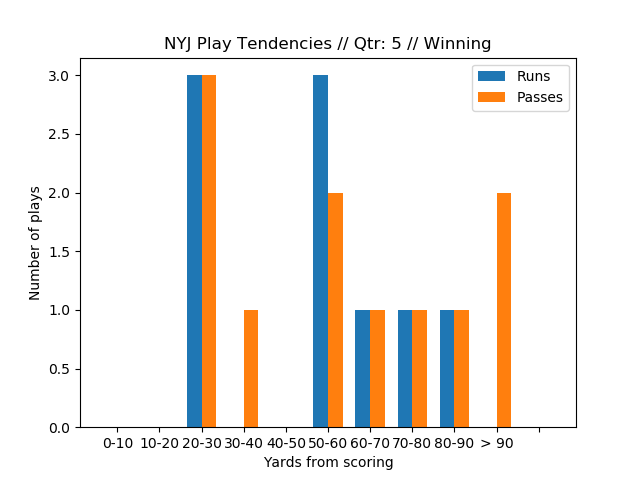 NYJ Play Tendencies // Qtr: 5 // Winning
Runs
Passes
Number of plays
3.0
2.5
2.0
1.5
1.0
0.5
0.0
0-10 10-20 20-30 30-40 40-50 50-60 60-70 70-80 80-90 > 90
Yards from scoring